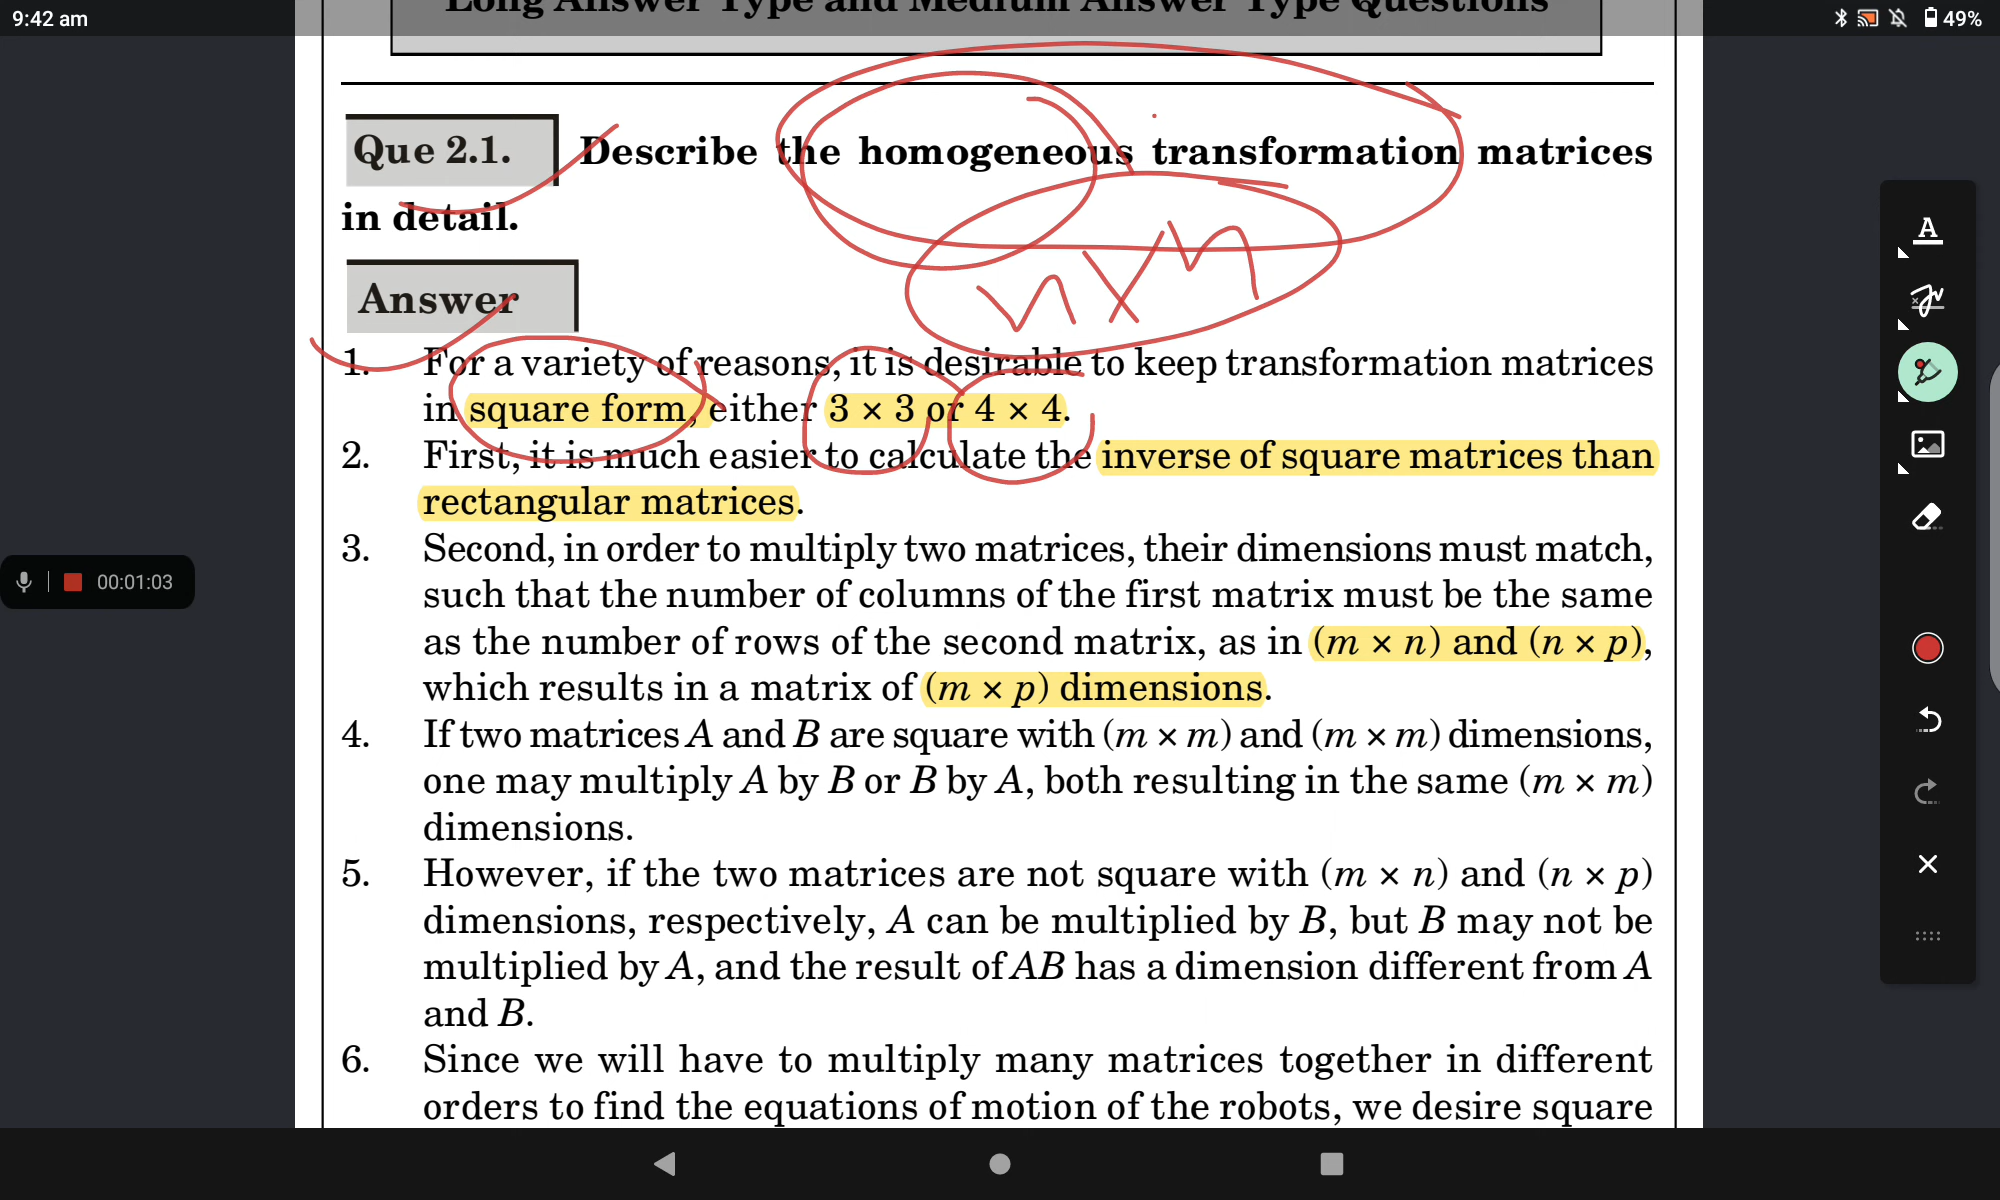 9:42 am
49%
Long Answer Type and Medium Answer Type Questions
Que 2.1. Describe the homogeneous transformation matrices
in detail.
n×n
Answer
1. For a variety of reasons, it is desirable to keep transformation matrices
in square form, either 3 × 3 or 4 × 4.
2. First, it is much easier to calculate the inverse of square matrices than
rectangular matrices.
3. Second, in order to multiply two matrices, their dimensions must match,
such that the number of columns of the first matrix must be the same
as the number of rows of the second matrix, as in (m × n) and (n × p),
which results in a matrix of (m × p) dimensions.
00:01:03
4. If two matrices A and B are square with (m × m) and (m × m) dimensions,
one may multiply A by B or B by A, both resulting in the same (m × m)
dimensions.
5. However, if the two matrices are not square with (m × n) and (n × p)
dimensions, respectively, A can be multiplied by B, but B may not be
multiplied by A, and the result of AB has a dimension different from A
and B.
6. Since we will have to multiply many matrices together in different
orders to find the equations of motion of the robots, we desire square
A